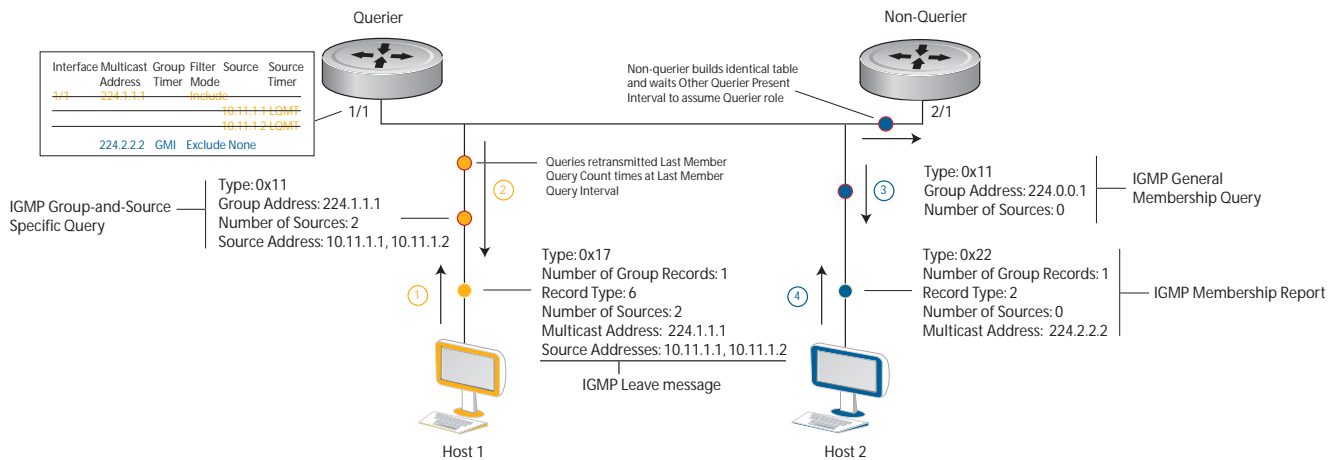 Querier
Non-Querier
Interface Multicast Group Filter Source Source
Address Timer Mode Timer
1/1 224.1.1.1 Include
10.11.1.1 LQMT
10.11.1.2 LQMT
224.2.2.2 GMI Exclude None
1/1
Non-querier builds identical table
and waits Other Querier Present
Interval to assume Querier role
2/1
Queries retransmitted Last Member
Query Count times at Last Member
Query Interval
2
IGMP Group-and-Source
Specific Query
Type: 0x11
Group Address: 224.1.1.1
Number of Sources: 2
Source Address: 10.11.1.1, 10.11.1.2
3
Type: 0x11
Group Address: 224.0.0.1
Number of Sources: 0
IGMP General
Membership Query
1
Type: 0x17
Number of Group Records: 1
Record Type: 6
Number of Sources: 2
Multicast Address: 224.1.1.1
Source Addresses: 10.11.1.1, 10.11.1.2
IGMP Leave message
4
Type: 0x22
Number of Group Records: 1
Record Type: 2
Number of Sources: 0
Multicast Address: 224.2.2.2
IGMP Membership Report
Host 1
Host 2